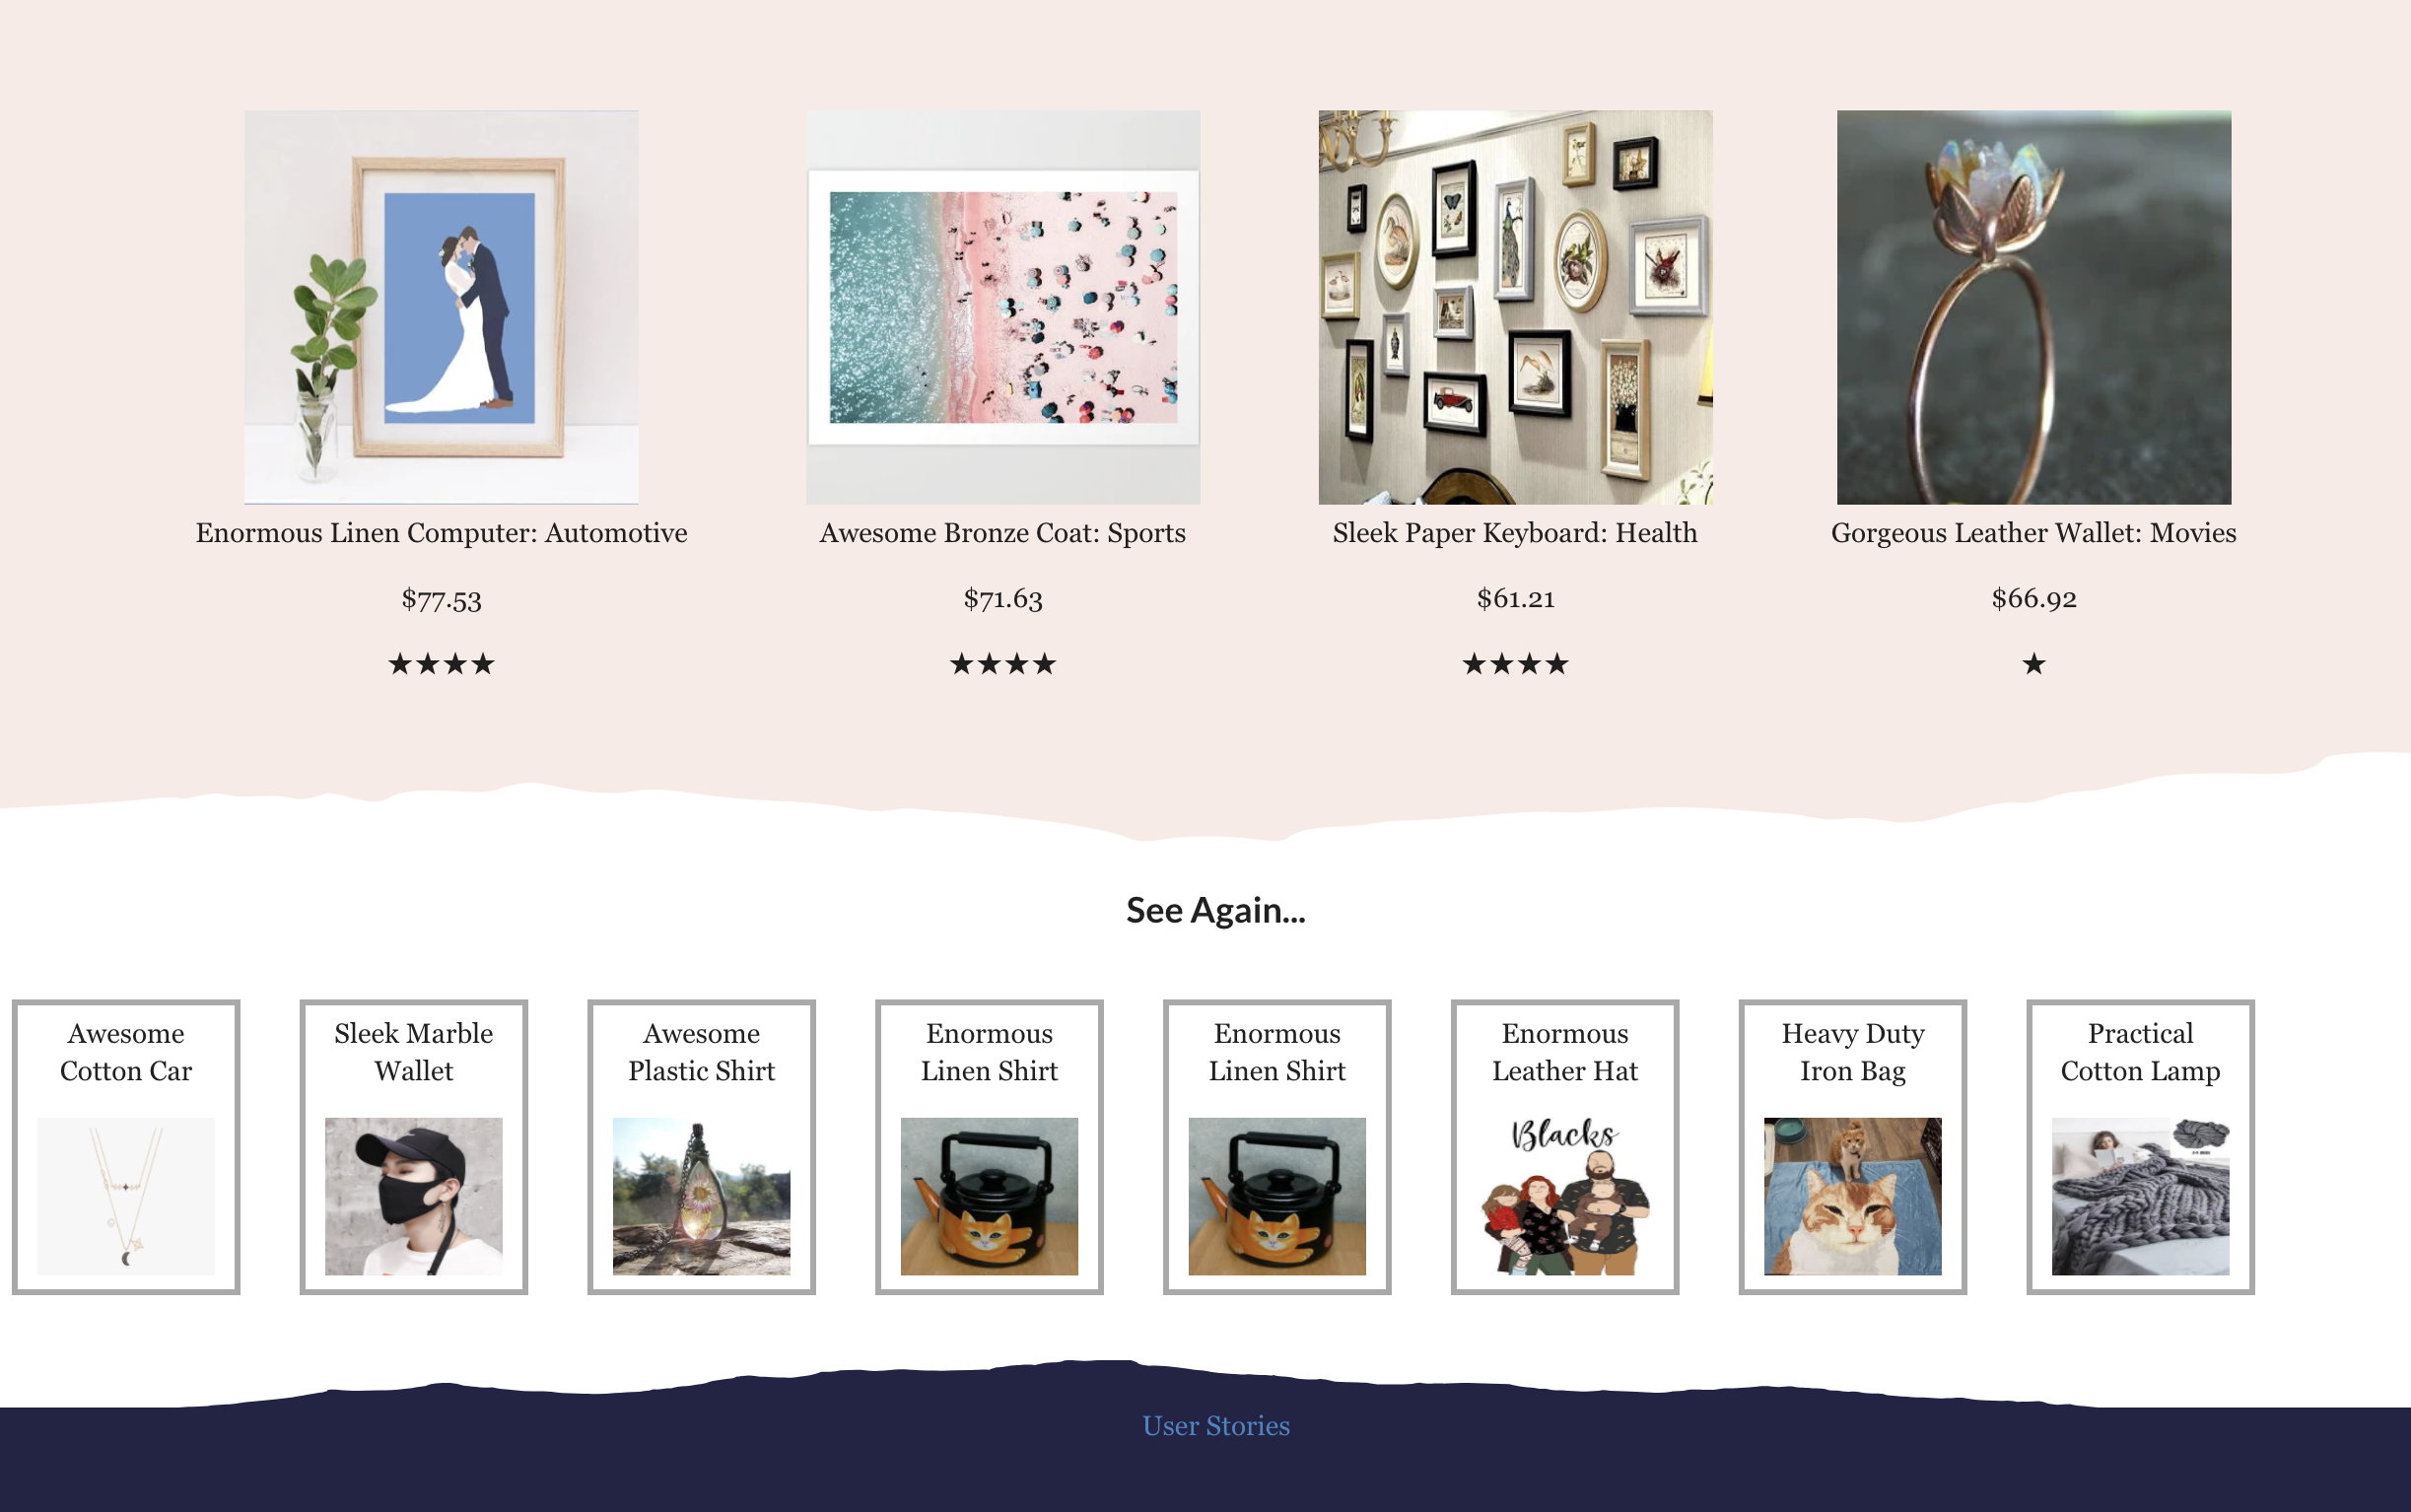 Enormous Linen Computer: Automotive
$77.53
★★★★
Awesome Bronze Coat: Sports
$71.63
★★★★
Sleek Paper Keyboard: Health
$61.21
★★★★
Gorgeous Leather Wallet: Movies
$66.92
★
See Again...
Awesome
Cotton Car
Sleek Marble
Wallet
Awesome
Plastic Shirt
Enormous
Linen Shirt
Enormous
Linen Shirt
Enormous
Leather Hat
Blacks
Heavy Duty
Iron Bag
Practical
Cotton Lamp
User Stories